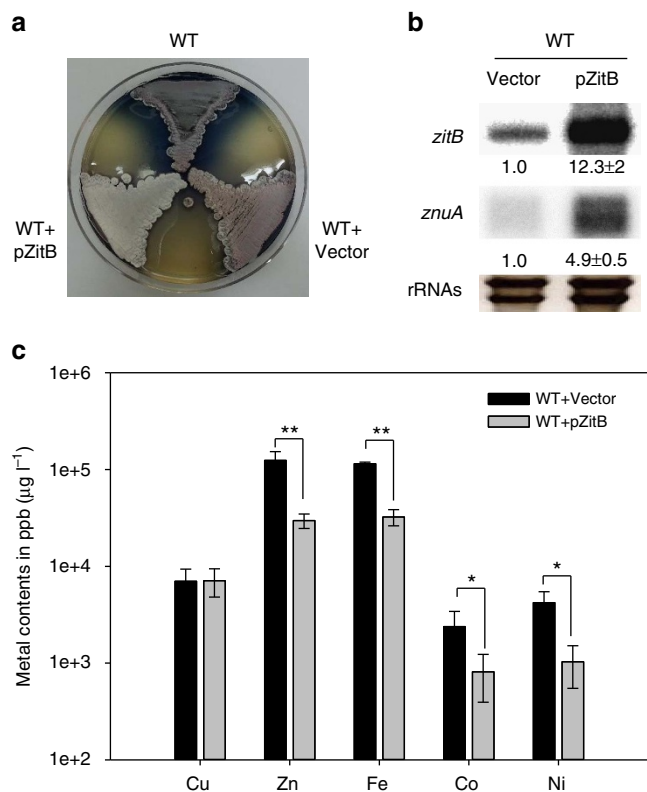 a
WT
WT+
pZitB
WT+
Vector
b
WT
Vector pZitB
zitB
1.0 12.3±2
znuA
1.0 4.9±0.5
rRNAs
c
Metal contents in ppb (µg l⁻¹)
1e+6
1e+5
1e+4
1e+3
1e+2
WT+Vector
WT+pZitB
** ** * *
Cu Zn Fe Co Ni